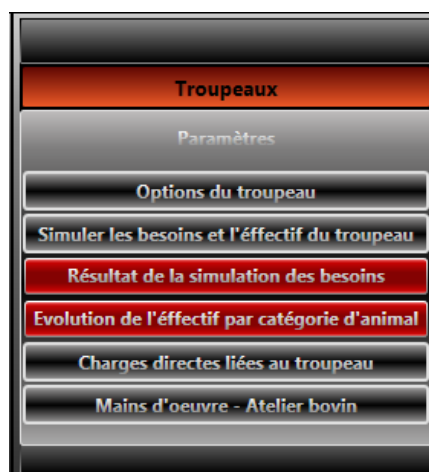 Troupeaux
Paramètres
Options du troupeau
Simuler les besoins et l'éffectif du troupeau
Résultat de la simulation des besoins
Evolution de l'éffectif par catégorie d'animal
Charges directes liées au troupeau
Mains d'oeuvre - Atelier bovin